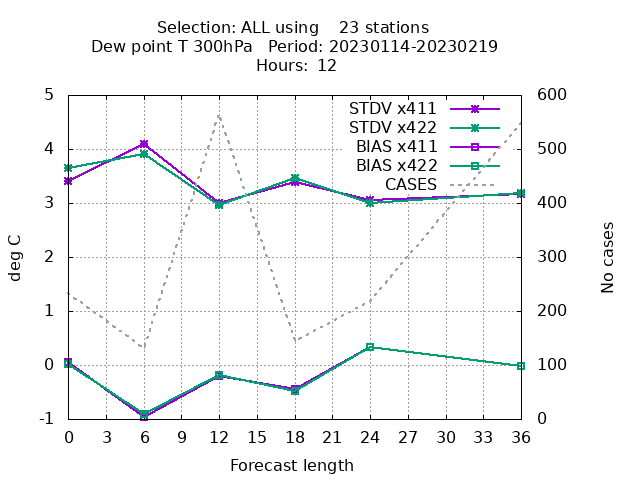 Selection: ALL using    23 stations
Dew point T 300hPa   Period: 20230114-20230219
Hours: 12
STDV x411
STDV x422
BIAS x411
BIAS x422
CASES
5
4
3
2
1
0
-1
deg C
600
500
400
300
200
100
0
No cases
0 3 6 9 12 15 18 21 24 27 30 33 36
Forecast length